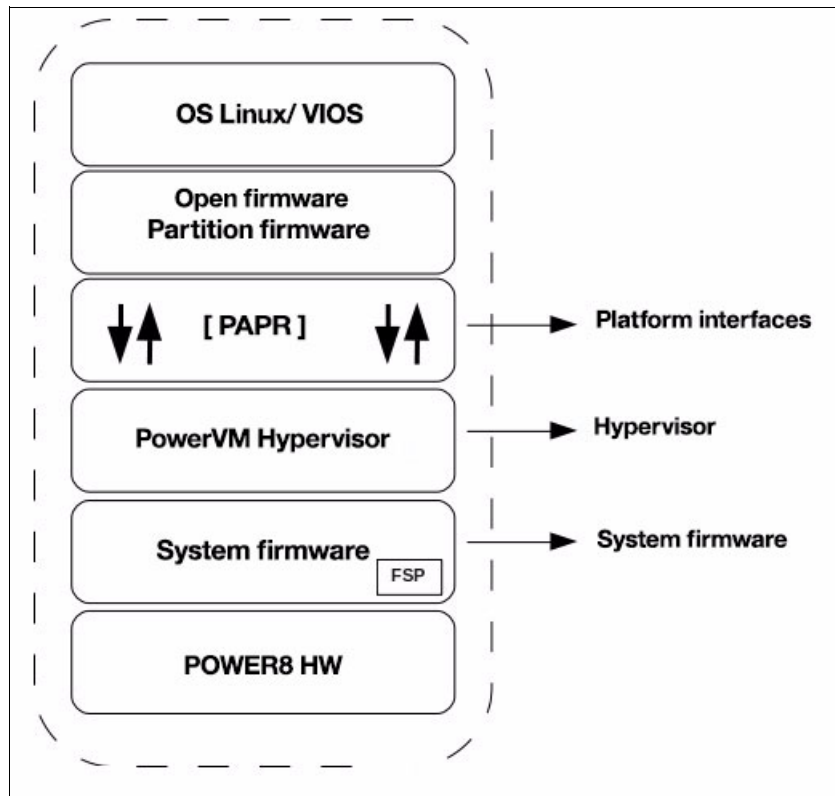 OS Linux/ VIOS
Open firmware
Partition firmware
[ PAPR ]
Platform interfaces
PowerVM Hypervisor
Hypervisor
System firmware
FSP
System firmware
POWER8 HW